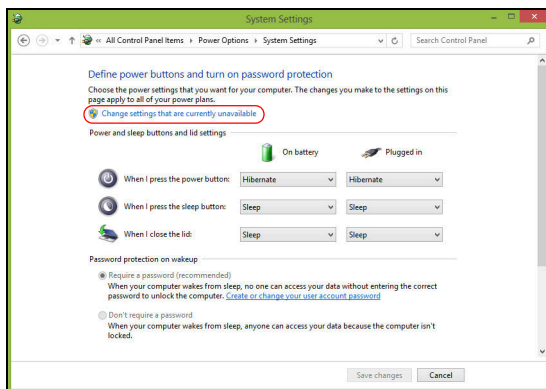 System Settings
« All Control Panel Items Power Options System Settings
Search Control Panel
Define power buttons and turn on password protection
Choose the power settings that you want for your computer. The changes you make to the settings on this
page apply to all of your power plans.
Change settings that are currently unavailable
Power and sleep buttons and lid settings
On battery Plugged in
When I press the power button: Hibernate Hibernate
When I press the sleep button: Sleep Sleep
When I close the lid: Sleep Sleep
Password protection on wakeup
Require a password (recommended)
When your computer wakes from sleep, no one can access your data without entering the correct
password to unlock the computer. Create or change your user account password
Don't require a password
When your computer wakes from sleep, anyone can access your data because the computer isn't
locked.
Save changes Cancel